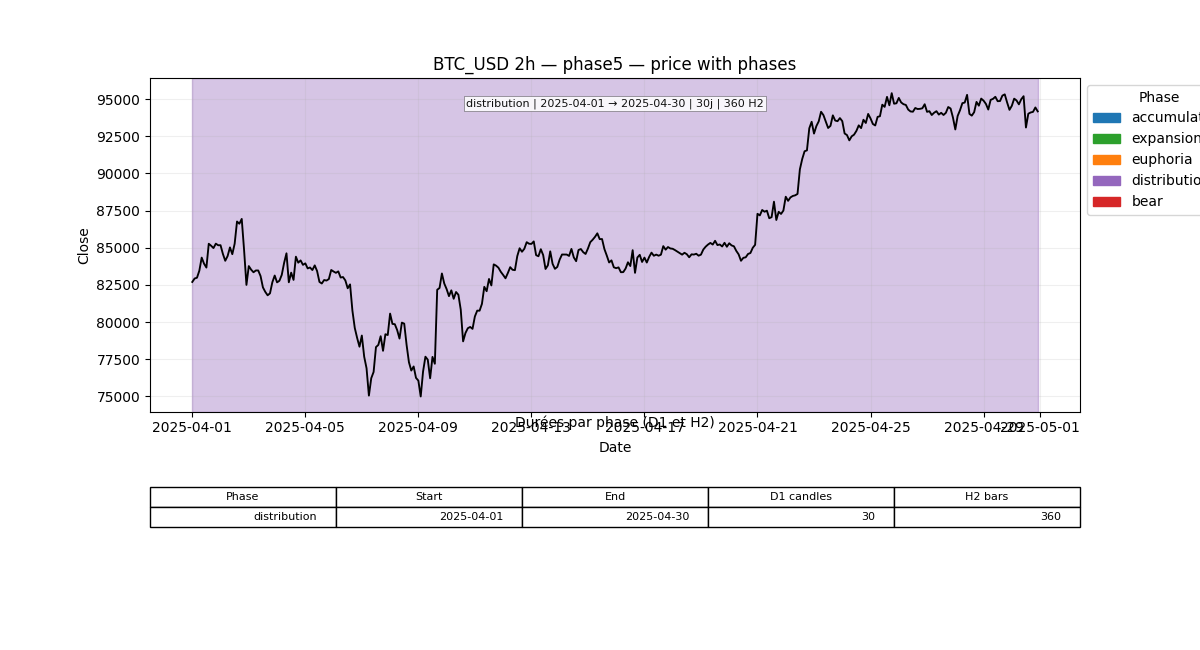 BTC_USD 2h — phase5 — price with phases
distribution | 2025-04-01 → 2025-04-30 | 30j | 360 H2
Close
95000
92500
90000
87500
85000
82500
80000
77500
75000
Phase
accumulat
expansion
euphoria
distributio
bear
Durées par phase (D1 et H2)
2025-04-01 2025-04-05 2025-04-09 2025-04-13 2025-04-17 2025-04-21 2025-04-25 2025-04-29 2025-05-01
Date
Phase Start End D1 candles H2 bars
distribution 2025-04-01 2025-04-30 30 360